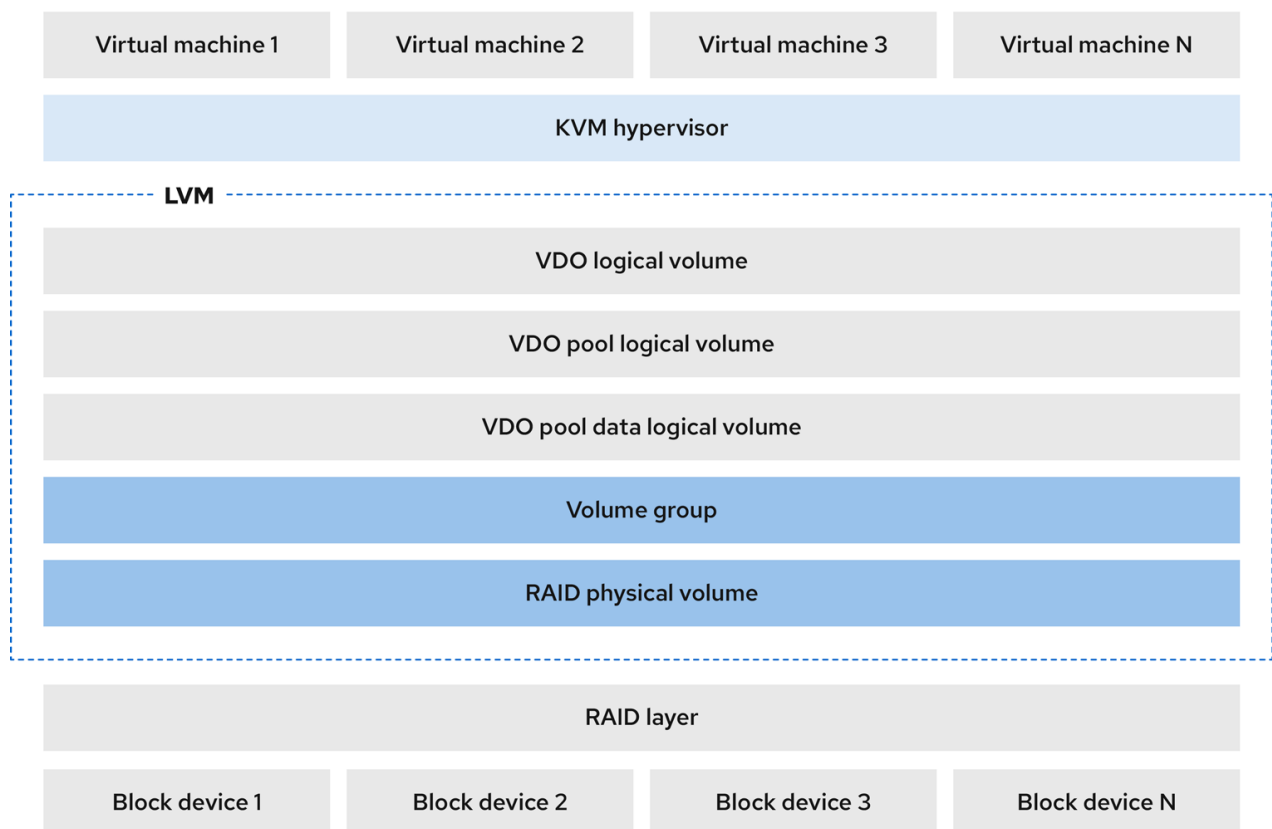 Virtual machine 1
Virtual machine 2
Virtual machine 3
Virtual machine N
KVM hypervisor
LVM
VDO logical volume
VDO pool logical volume
VDO pool data logical volume
Volume group
RAID physical volume
RAID layer
Block device 1
Block device 2
Block device 3
Block device N